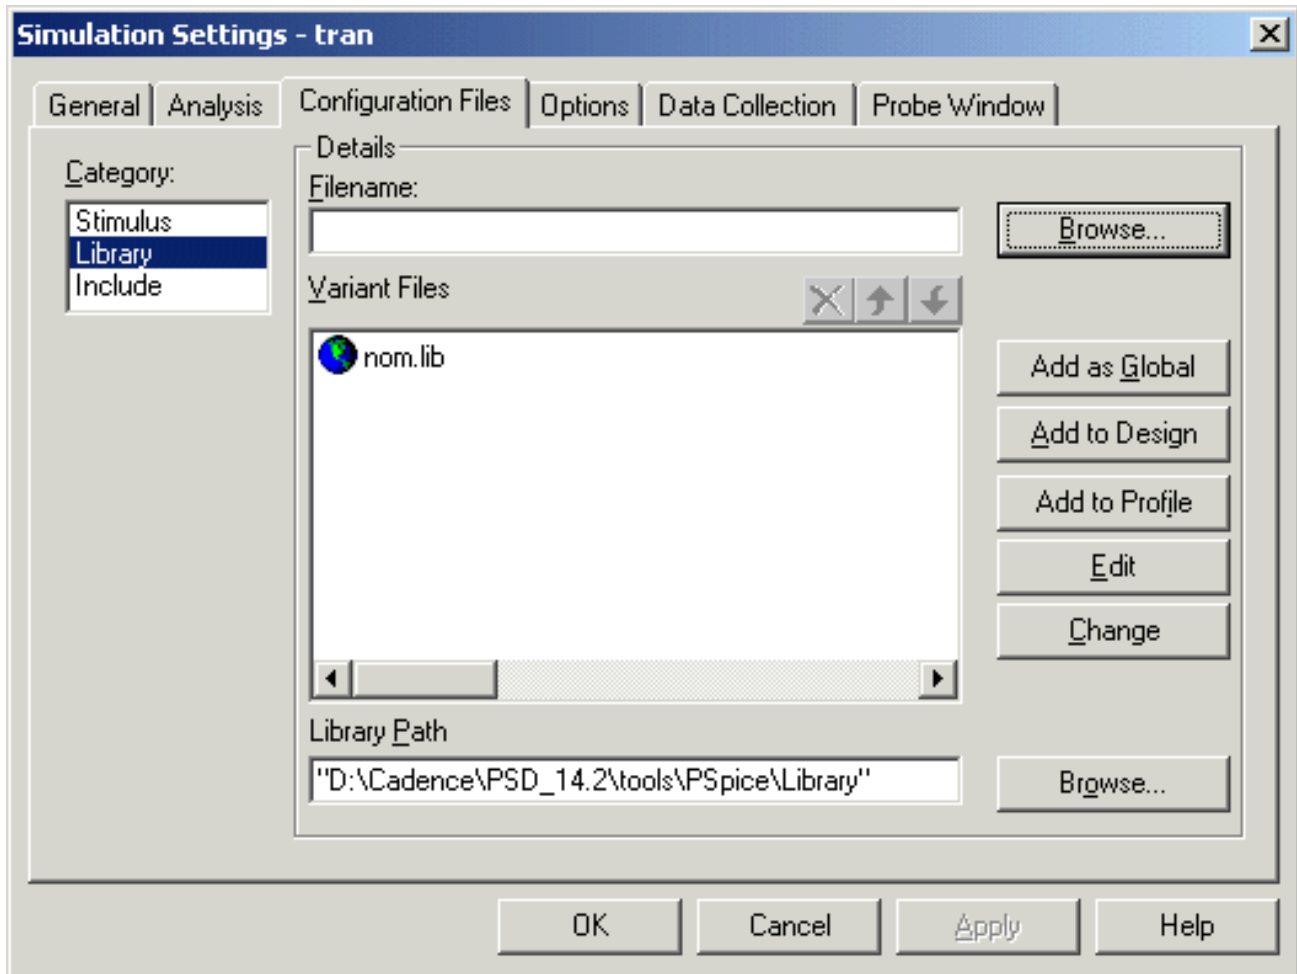 Simulation Settings - tran
General
Analysis
Configuration Files
Options
Data Collection
Probe Window
Category:
Stimulus
Library
Include
Details
Filename:
Browse...
Variant Files
nom.lib
Add as Global
Add to Design
Add to Profile
Edit
Change
Library Path
"D:\Cadence\PSD_14.2\tools\PSpice\Library"
Browse...
OK
Cancel
Apply
Help